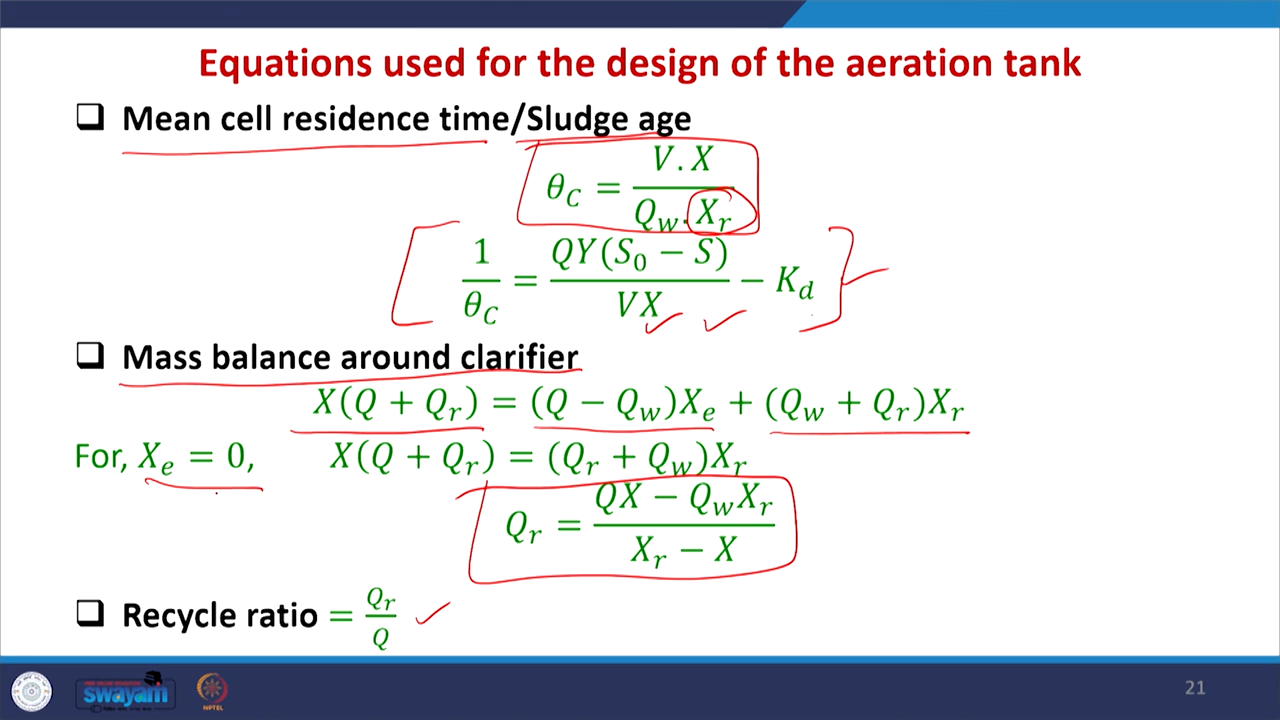 Equations used for the design of the aeration tank
❑ Mean cell residence time/Sludge age
θ_C = V.X / (Q_w.X_r)
1/θ_C = QY(S_0 − S) / VX − K_d
❑ Mass balance around clarifier
X(Q + Q_r) = (Q − Q_w)X_e + (Q_w + Q_r)X_r
For, X_e = 0, X(Q + Q_r) = (Q_r + Q_w)X_r
Q_r = (QX − Q_wX_r) / (X_r − X)
❑ Recycle ratio = Q_r/Q
swayam
NPTEL
21